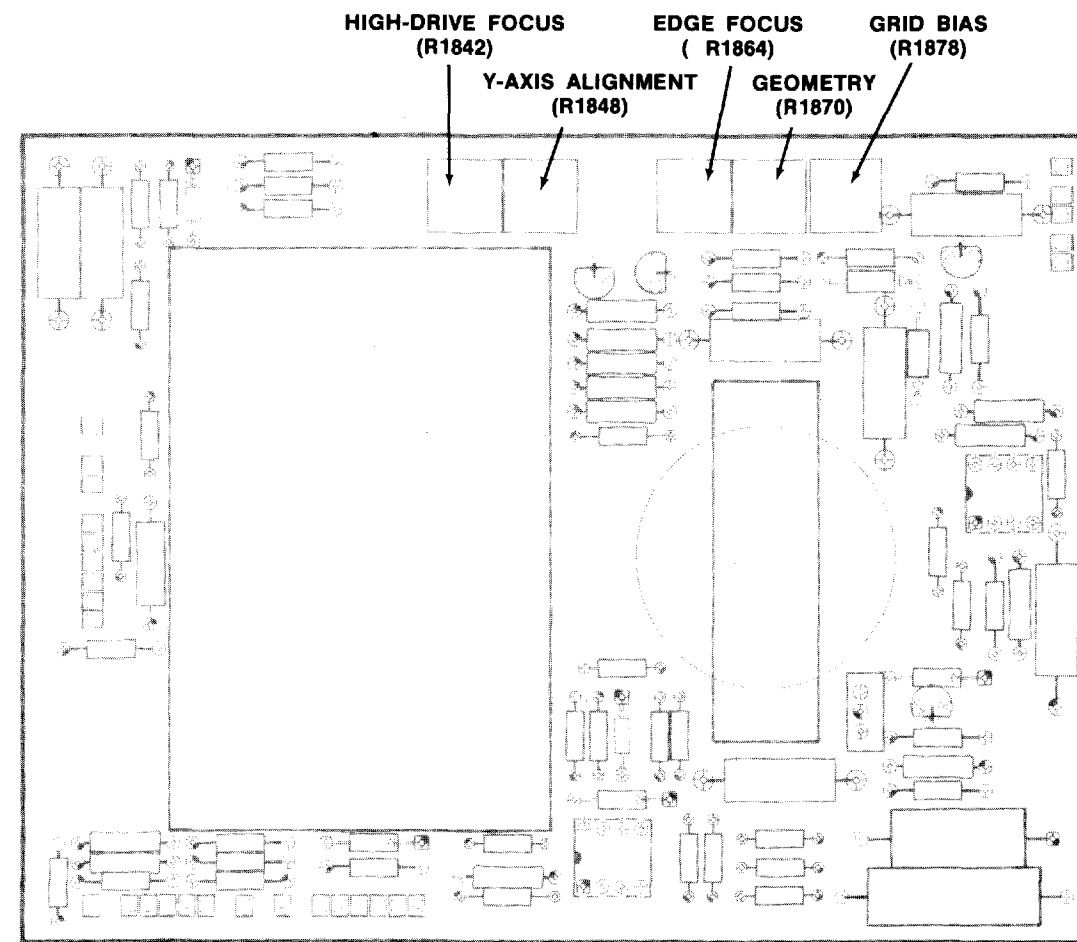 HIGH-DRIVE FOCUS
(R1842)
EDGE FOCUS
( R1864)
GRID BIAS
(R1878)
Y-AXIS ALIGNMENT
(R1848)
GEOMETRY
(R1870)